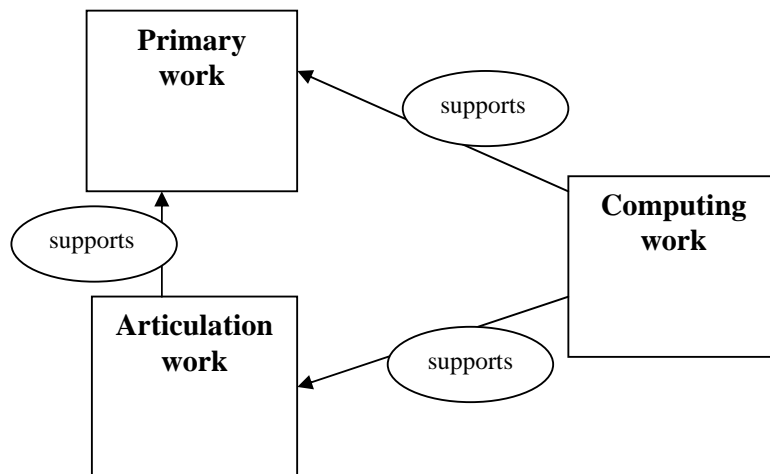 Primary
work
supports
Computing
work
supports
Articulation
work
supports